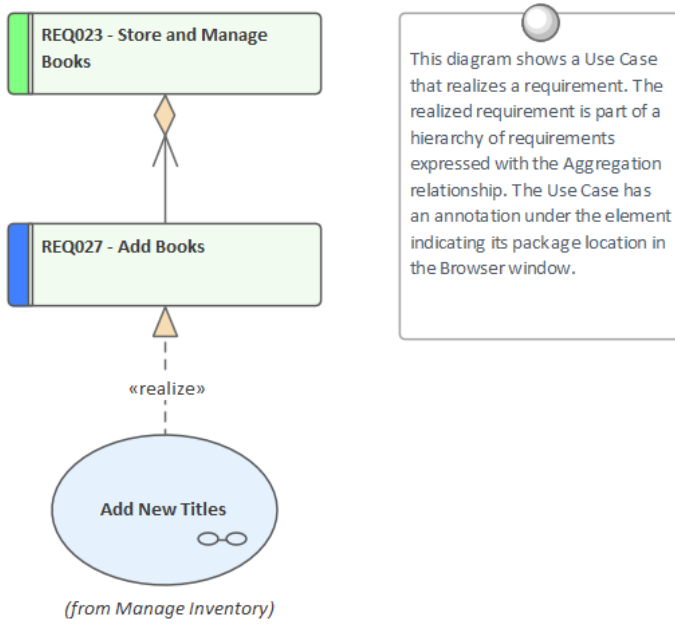 REQ023 - Store and Manage
Books
REQ027 - Add Books
«realize»
Add New Titles
(from Manage Inventory)
This diagram shows a Use Case
that realizes a requirement. The
realized requirement is part of a
hierarchy of requirements
expressed with the Aggregation
relationship. The Use Case has
an annotation under the element
indicating its package location in
the Browser window.